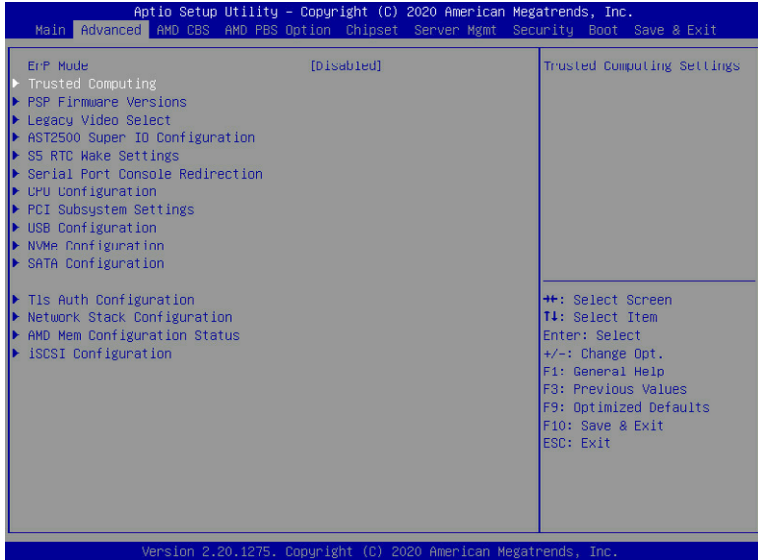 Aptio Setup Utility – Copyright (C) 2020 American Megatrends, Inc.
Main Advanced AMD CBS AMD PBS Option Chipset Server Mgmt Security Boot Save & Exit
ErP Mode [Disabled]
Trusted Computing
PSP Firmware Versions
Legacy Video Select
AST2500 Super IO Configuration
S5 RTC Wake Settings
Serial Port Console Redirection
CPU Configuration
PCI Subsystem Settings
USB Configuration
NVMe Configuration
SATA Configuration
Tls Auth Configuration
Network Stack Configuration
AMD Mem Configuration Status
iSCSI Configuration
Trusted Computing Settings
→←: Select Screen
↑↓: Select Item
Enter: Select
+/-: Change Opt.
F1: General Help
F3: Previous Values
F9: Optimized Defaults
F10: Save & Exit
ESC: Exit
Version 2.20.1275. Copyright (C) 2020 American Megatrends, Inc.